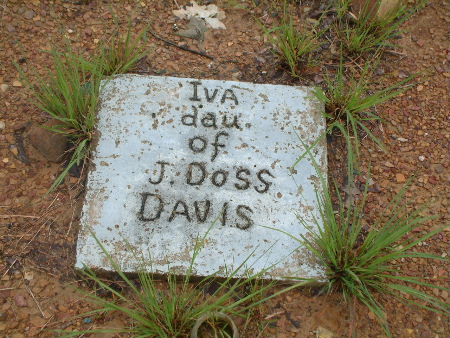 IVA
dau.
of
J. Doss
DAVIS